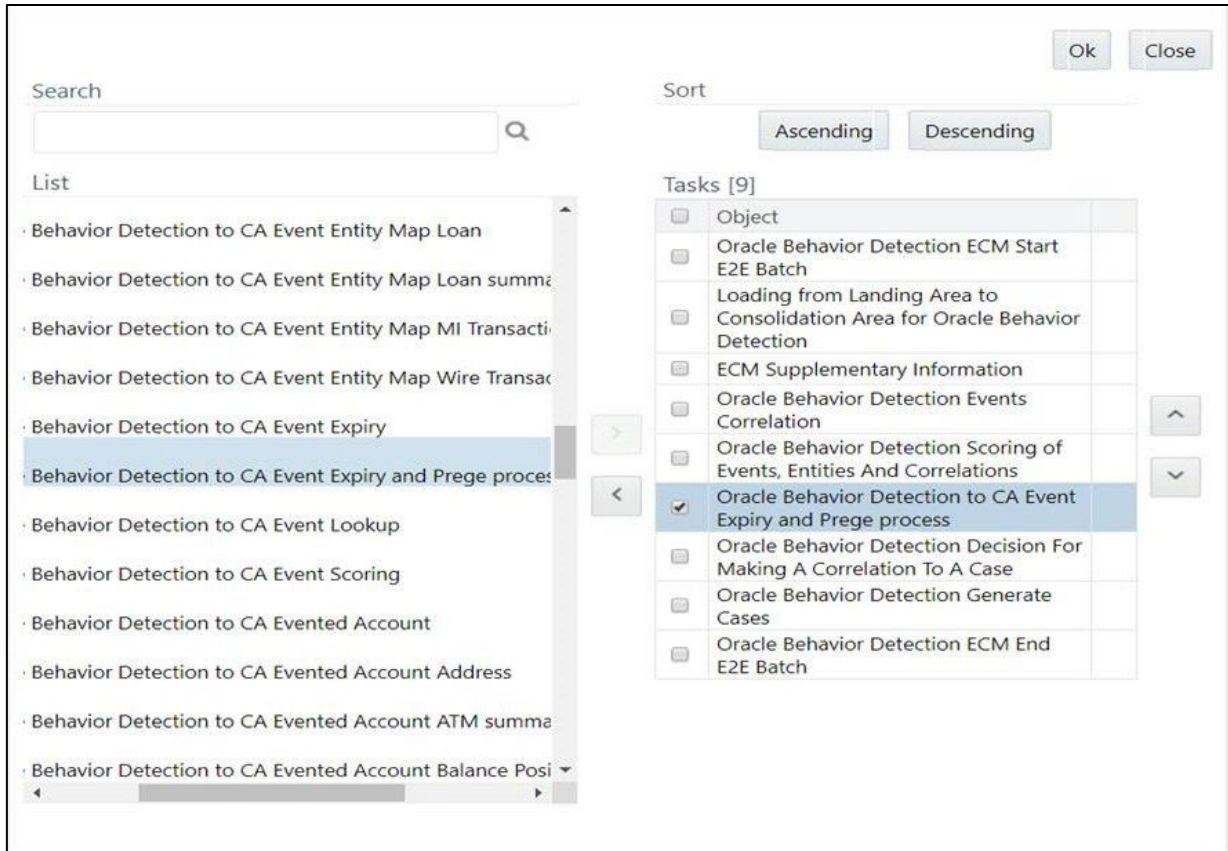 Ok Close
Search
Sort
Ascending Descending
List
Tasks [9]
Behavior Detection to CA Event Entity Map Loan
Behavior Detection to CA Event Entity Map Loan summa
Behavior Detection to CA Event Entity Map MI Transacti
Behavior Detection to CA Event Entity Map Wire Transac
Behavior Detection to CA Event Expiry
Behavior Detection to CA Event Expiry and Prege proces
Behavior Detection to CA Event Lookup
Behavior Detection to CA Event Scoring
Behavior Detection to CA Evented Account
Behavior Detection to CA Evented Account Address
Behavior Detection to CA Evented Account ATM summa
Behavior Detection to CA Evented Account Balance Posi
Object
Oracle Behavior Detection ECM Start
E2E Batch
Loading from Landing Area to
Consolidation Area for Oracle Behavior
Detection
ECM Supplementary Information
Oracle Behavior Detection Events
Correlation
Oracle Behavior Detection Scoring of
Events, Entities And Correlations
Oracle Behavior Detection to CA Event
Expiry and Prege process
Oracle Behavior Detection Decision For
Making A Correlation To A Case
Oracle Behavior Detection Generate
Cases
Oracle Behavior Detection ECM End
E2E Batch